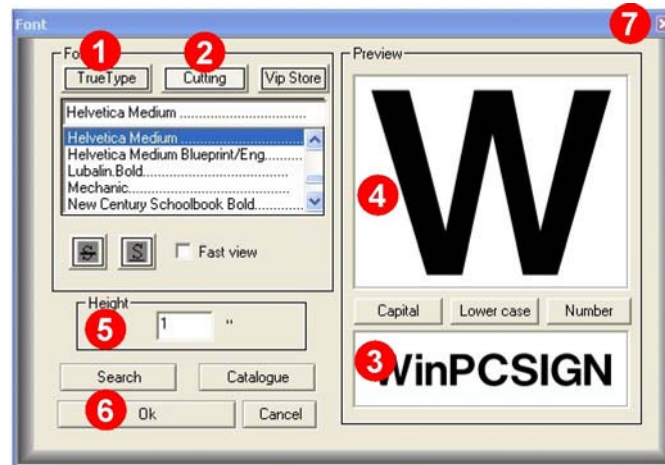 Font
7
1
2
Fo
TrueType
Cutting
Vip Store
Helvetica Medium ................................
Helvetica Medium ................................
Helvetica Medium Blueprint/Eng..........
Lubalin.Bold....................................
Mechanic.......................................
New Century Schoolbook Bold............
S
S
Fast view
Height
5
1 "
Search
Catalogue
6
Ok
Cancel
Preview
W
4
Capital
Lower case
Number
3
WinPCSIGN